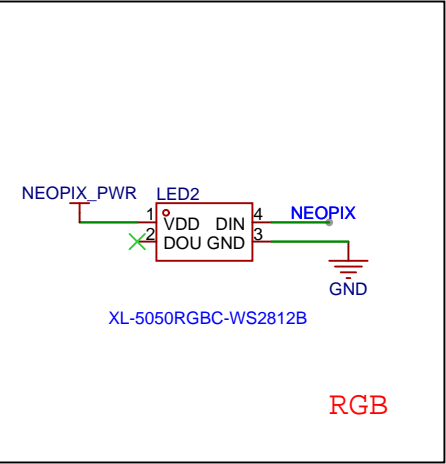 NEOPIX_PWR LED2
1 VDD DIN 4 NEOPIX
2 DOU GND 3
GND
XL-5050RGBC-WS2812B
RGB